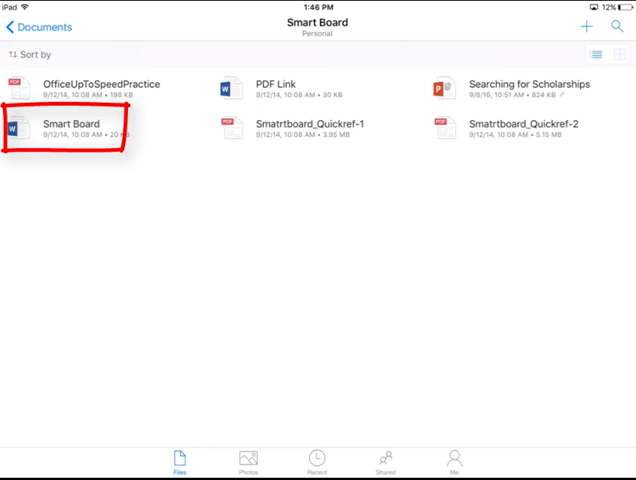 iPad 1:46 PM 12%
Documents Smart Board
Personal
Sort by
OfficeUpToSpeedPractice PDF Link Searching for Scholarships
9/12/14, 10:08 AM • 198 KB 9/12/14, 10:08 AM • 30 KB 9/8/16, 10:51 AM • 824 KB
Smart Board Smatrtboard_Quickref-1 Smatrtboard_Quickref-2
9/12/14, 10:08 AM • 20 KB 9/12/14, 10:08 AM • 3.95 MB 9/12/14, 10:08 AM • 5.15 MB
Files Photos Recent Shared Me